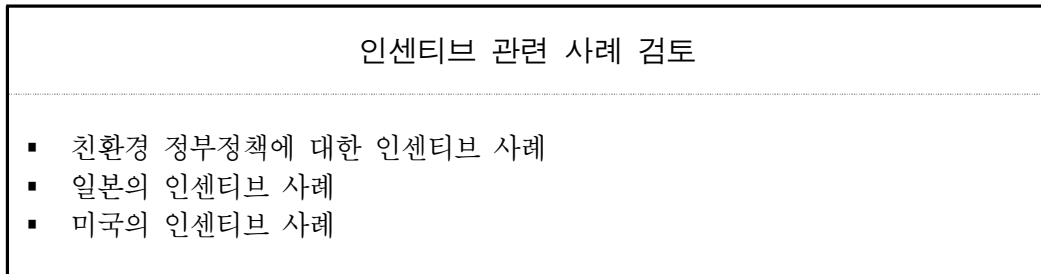 인센티브 관련 사례 검토
▪ 친환경 정부정책에 대한 인센티브 사례
▪ 일본의 인센티브 사례
▪ 미국의 인센티브 사례